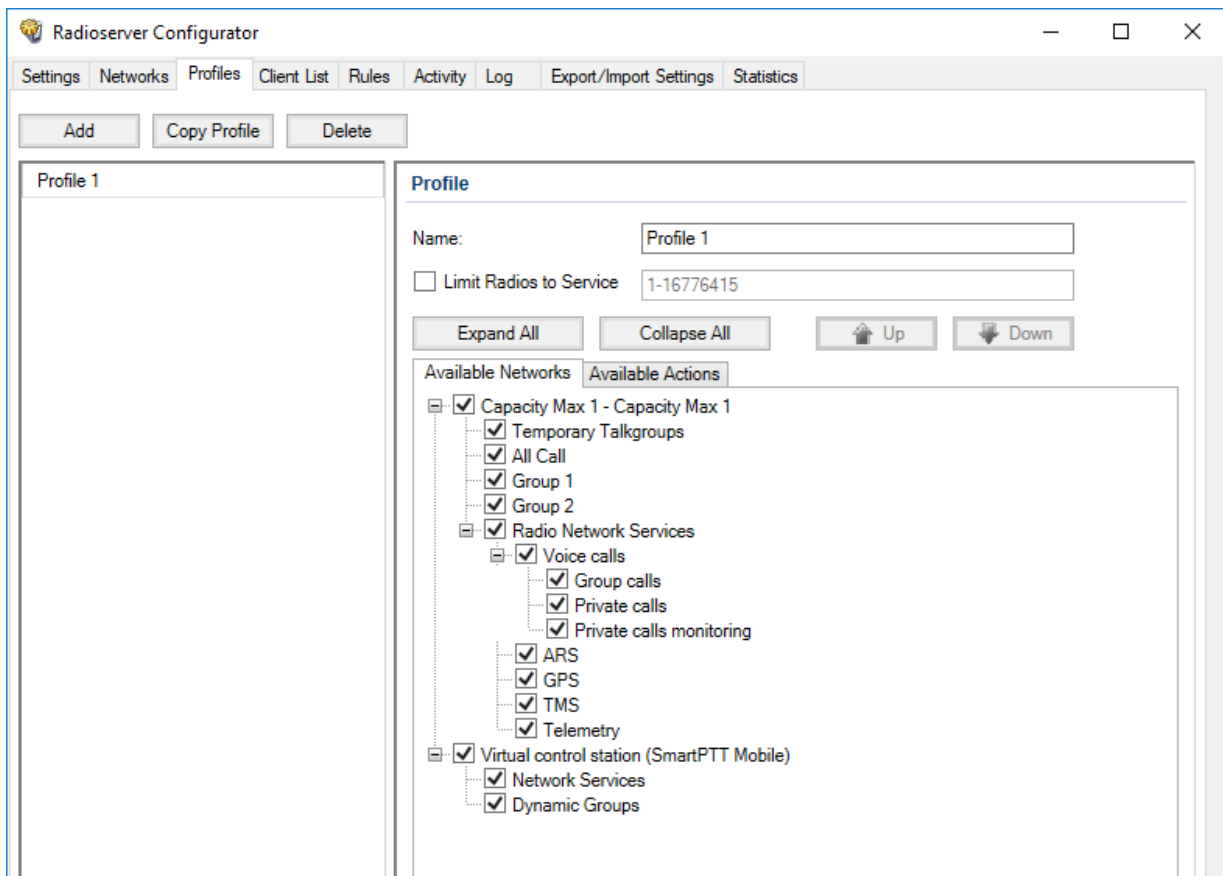 Radioserver Configurator
Settings Networks Profiles Client List Rules Activity Log Export/Import Settings Statistics
Add Copy Profile Delete
Profile 1
Profile
Name: Profile 1
Limit Radios to Service 1-16776415
Expand All Collapse All Up Down
Available Networks Available Actions
Capacity Max 1 - Capacity Max 1
Temporary Talkgroups
All Call
Group 1
Group 2
Radio Network Services
Voice calls
Group calls
Private calls
Private calls monitoring
ARS
GPS
TMS
Telemetry
Virtual control station (SmartPTT Mobile)
Network Services
Dynamic Groups